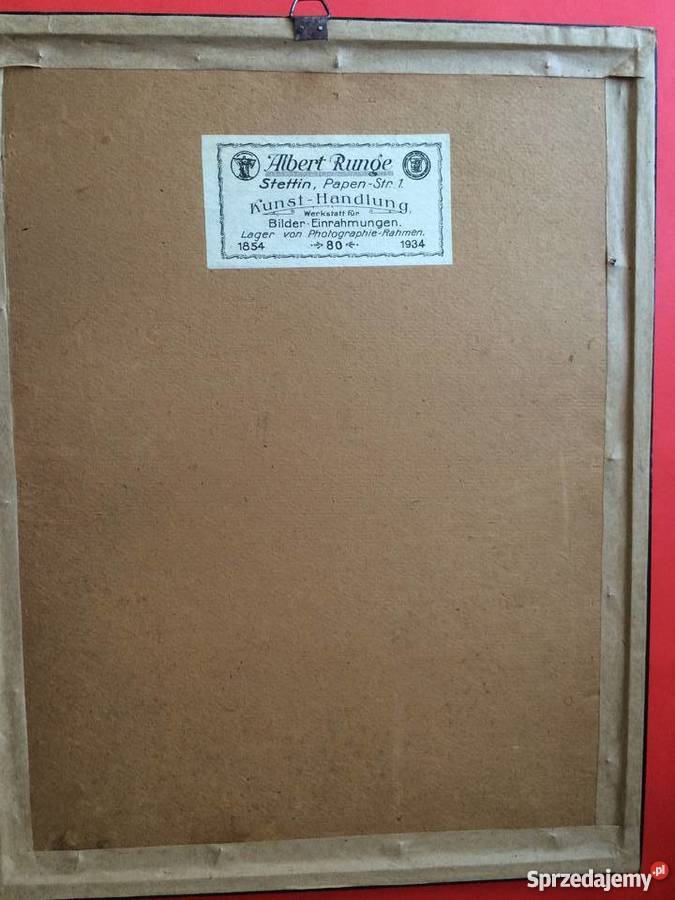 Albert Runge
Stettin, Papen-Str. 1.
Kunst-Handlung,
Werkstatt für
Bilder-Einrahmungen.
Lager von Photographie-Rahmen.
1854 80 1934
Sprzedajemy.pl